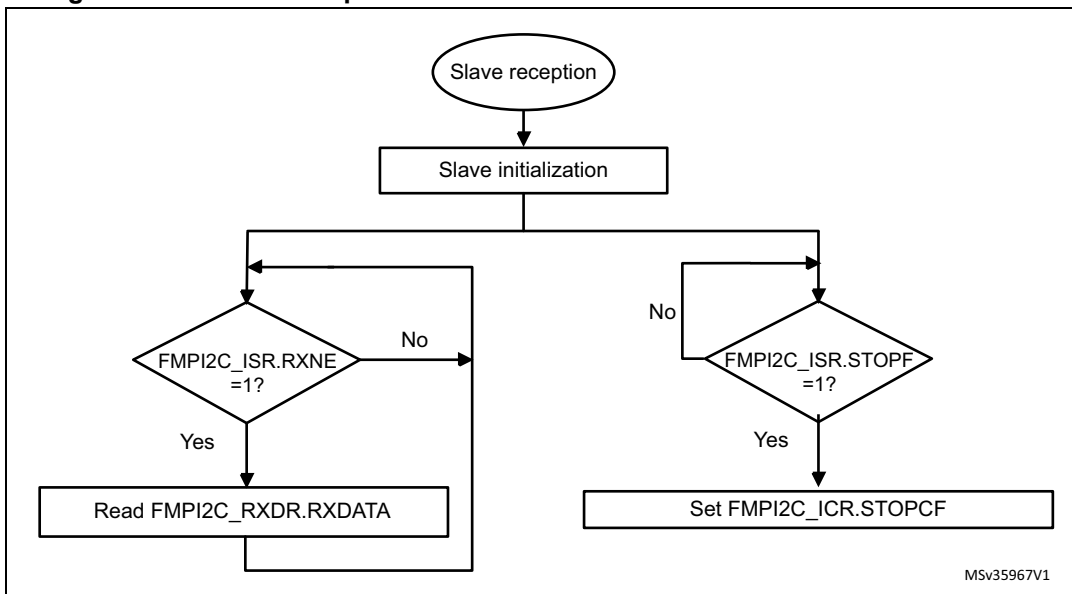 Slave reception
Slave initialization
No
No
FMPI2C_ISR.RXNE
=1?
FMPI2C_ISR.STOPF
=1?
Yes
Yes
Read FMPI2C_RXDR.RXDATA
Set FMPI2C_ICR.STOPCF
MSv35967V1